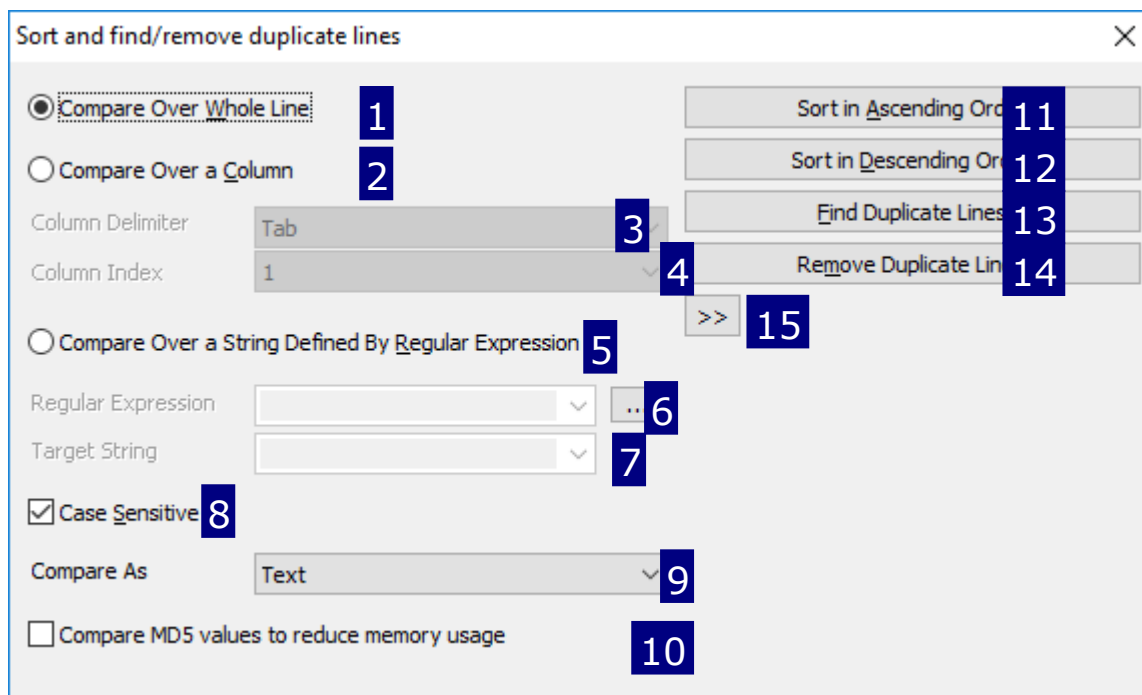 Sort and find/remove duplicate lines
Compare Over Whole Line 1
Compare Over a Column 2
Column Delimiter Tab 3
Column Index 1 4
Compare Over a String Defined By Regular Expression 5
Regular Expression .. 6
Target String 7
Case Sensitive 8
Compare As Text 9
Compare MD5 values to reduce memory usage 10
Sort in Ascending Ord 11
Sort in Descending Or 12
Find Duplicate Lines 13
Remove Duplicate Lin 14
>> 15